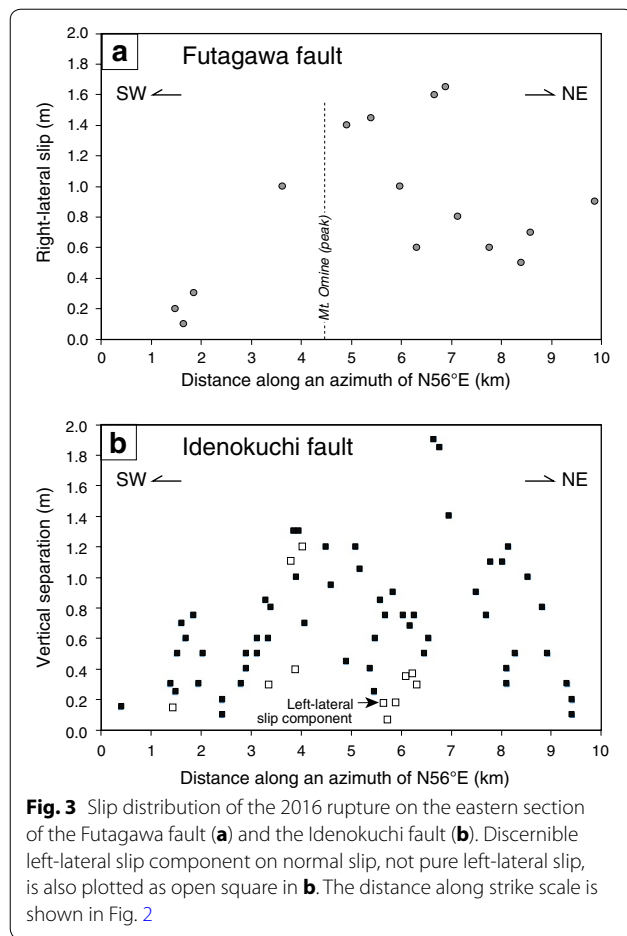 a
Futagawa fault
SW
NE
Right-lateral slip (m)
2.0
1.8
1.6
1.4
1.2
1.0
0.8
0.6
0.4
0.2
0.0
Mt. Omine (peak)
0 1 2 3 4 5 6 7 8 9 10
Distance along an azimuth of N56°E (km)
b
Idenokuchi fault
SW
NE
Vertical separation (m)
2.0
1.8
1.6
1.4
1.2
1.0
0.8
0.6
0.4
0.2
0.0
Left-lateral
slip component
0 1 2 3 4 5 6 7 8 9 10
Distance along an azimuth of N56°E (km)
Fig. 3 Slip distribution of the 2016 rupture on the eastern section
of the Futagawa fault (a) and the Idenokuchi fault (b). Discernible
left-lateral slip component on normal slip, not pure left-lateral slip,
is also plotted as open square in b. The distance along strike scale is
shown in Fig. 2